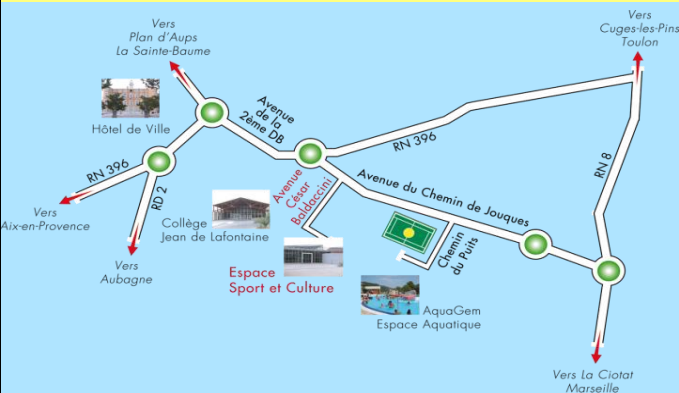 Vers
Plan d'Aups
La Sainte-Baume
Vers
Cuges-les-Pins
Toulon
Hôtel de Ville
Avenue
de la
2ème DB
RN 396
RN 396
RD 2
RN 8
Avenue
César
Baldaccini
Avenue du Chemin de Jouques
Vers
Aix-en-Provence
Collège
Jean de Lafontaine
Vers
Aubagne
Espace
Sport et Culture
Chemin
du Puits
AquaGem
Espace Aquatique
Vers La Ciotat
Marseille